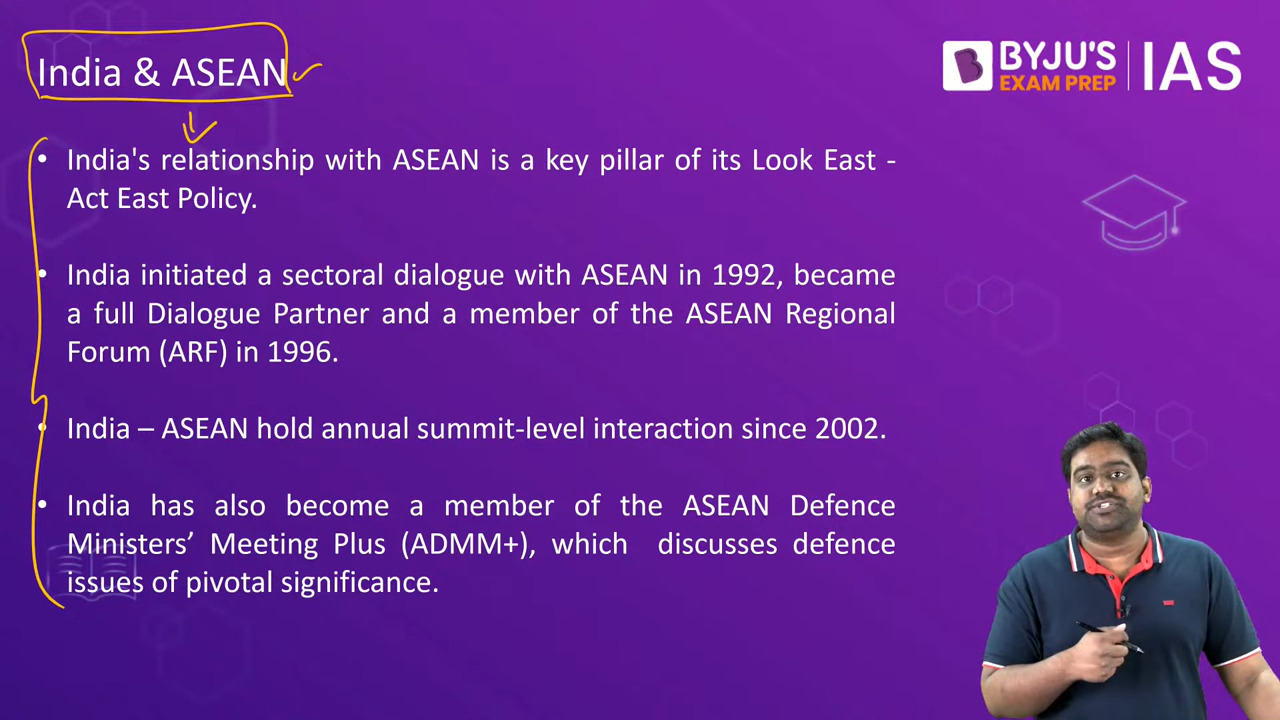 India & ASEAN
BYJU'S
EXAM PREP
IAS
• India's relationship with ASEAN is a key pillar of its Look East -
Act East Policy.
• India initiated a sectoral dialogue with ASEAN in 1992, became
a full Dialogue Partner and a member of the ASEAN Regional
Forum (ARF) in 1996.
• India – ASEAN hold annual summit-level interaction since 2002.
• India has also become a member of the ASEAN Defence
Ministers’ Meeting Plus (ADMM+), which discusses defence
issues of pivotal significance.